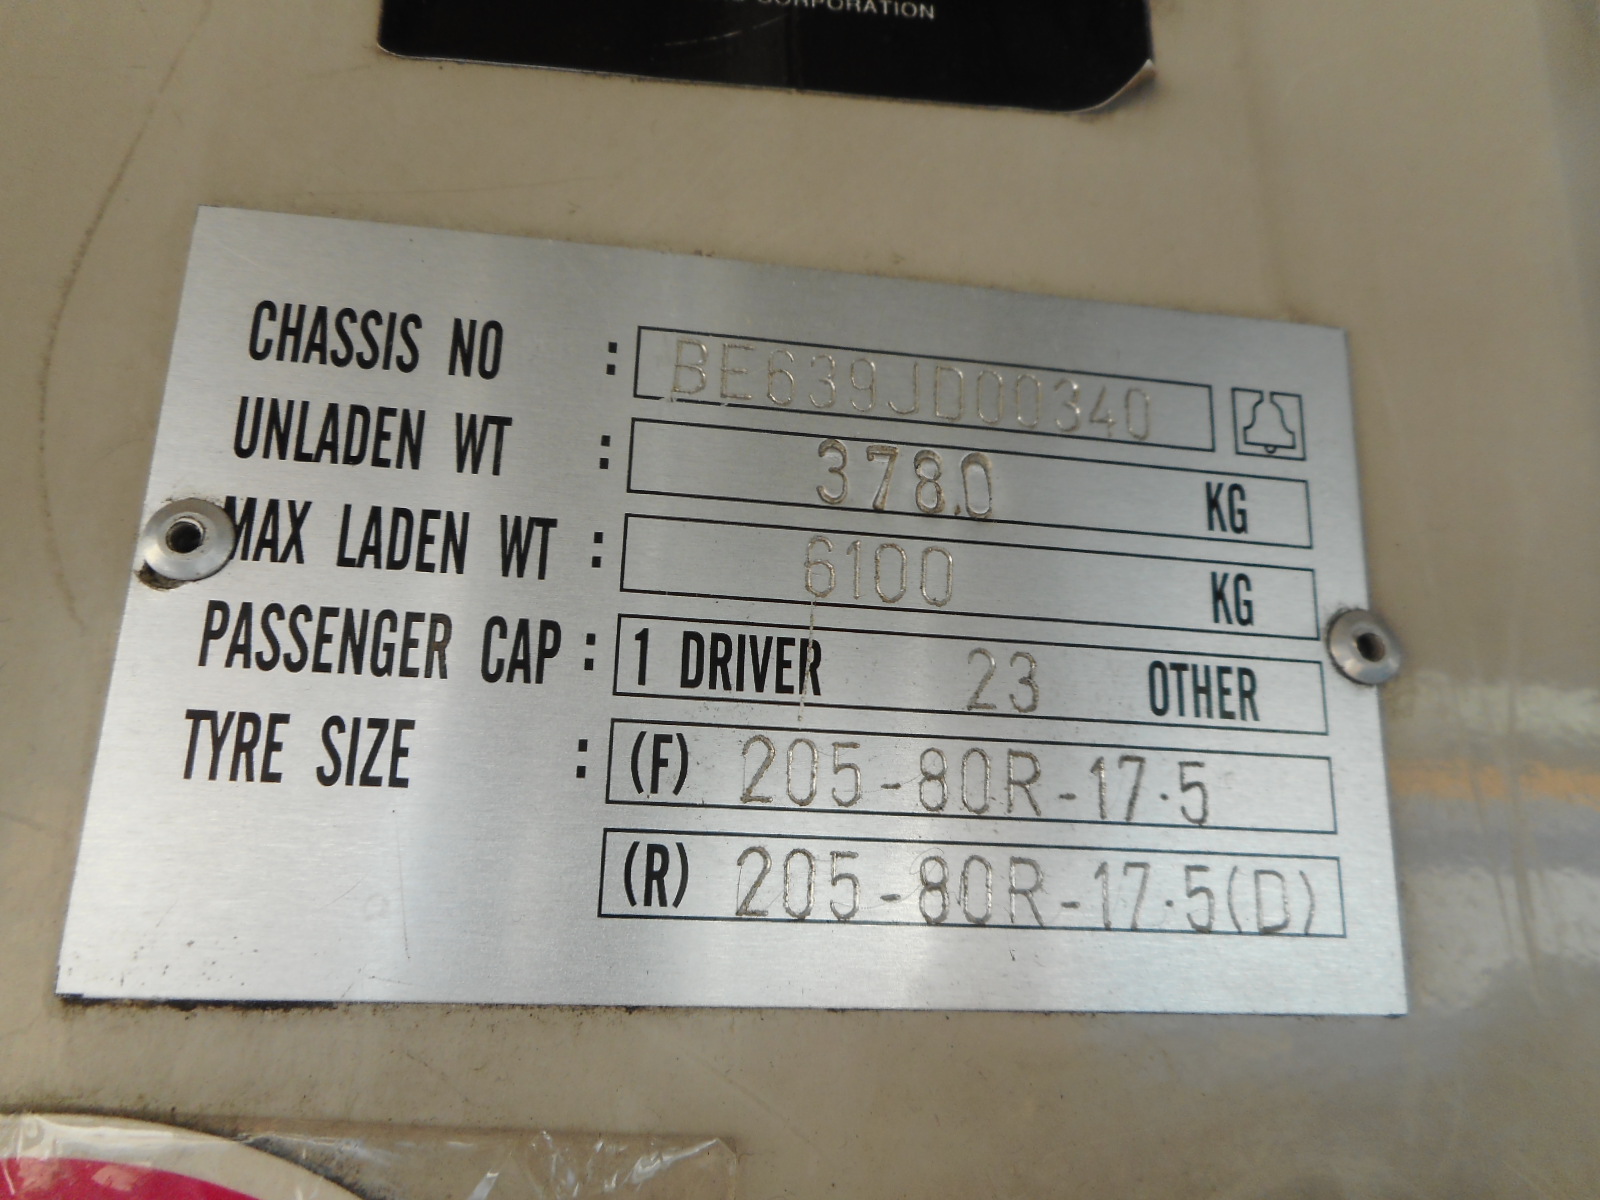 CORPORATION
CHASSIS NO : BE639JD00340
UNLADEN WT : 3780 KG
MAX LADEN WT : 6100 KG
PASSENGER CAP : 1 DRIVER 23 OTHER
TYRE SIZE : (F) 205-80R-17.5
(R) 205-80R-17.5(D)